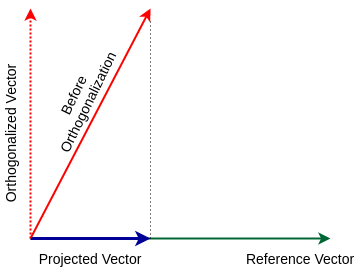 Orthogonalized Vector
Before
Orthogonalization
Projected Vector
Reference Vector